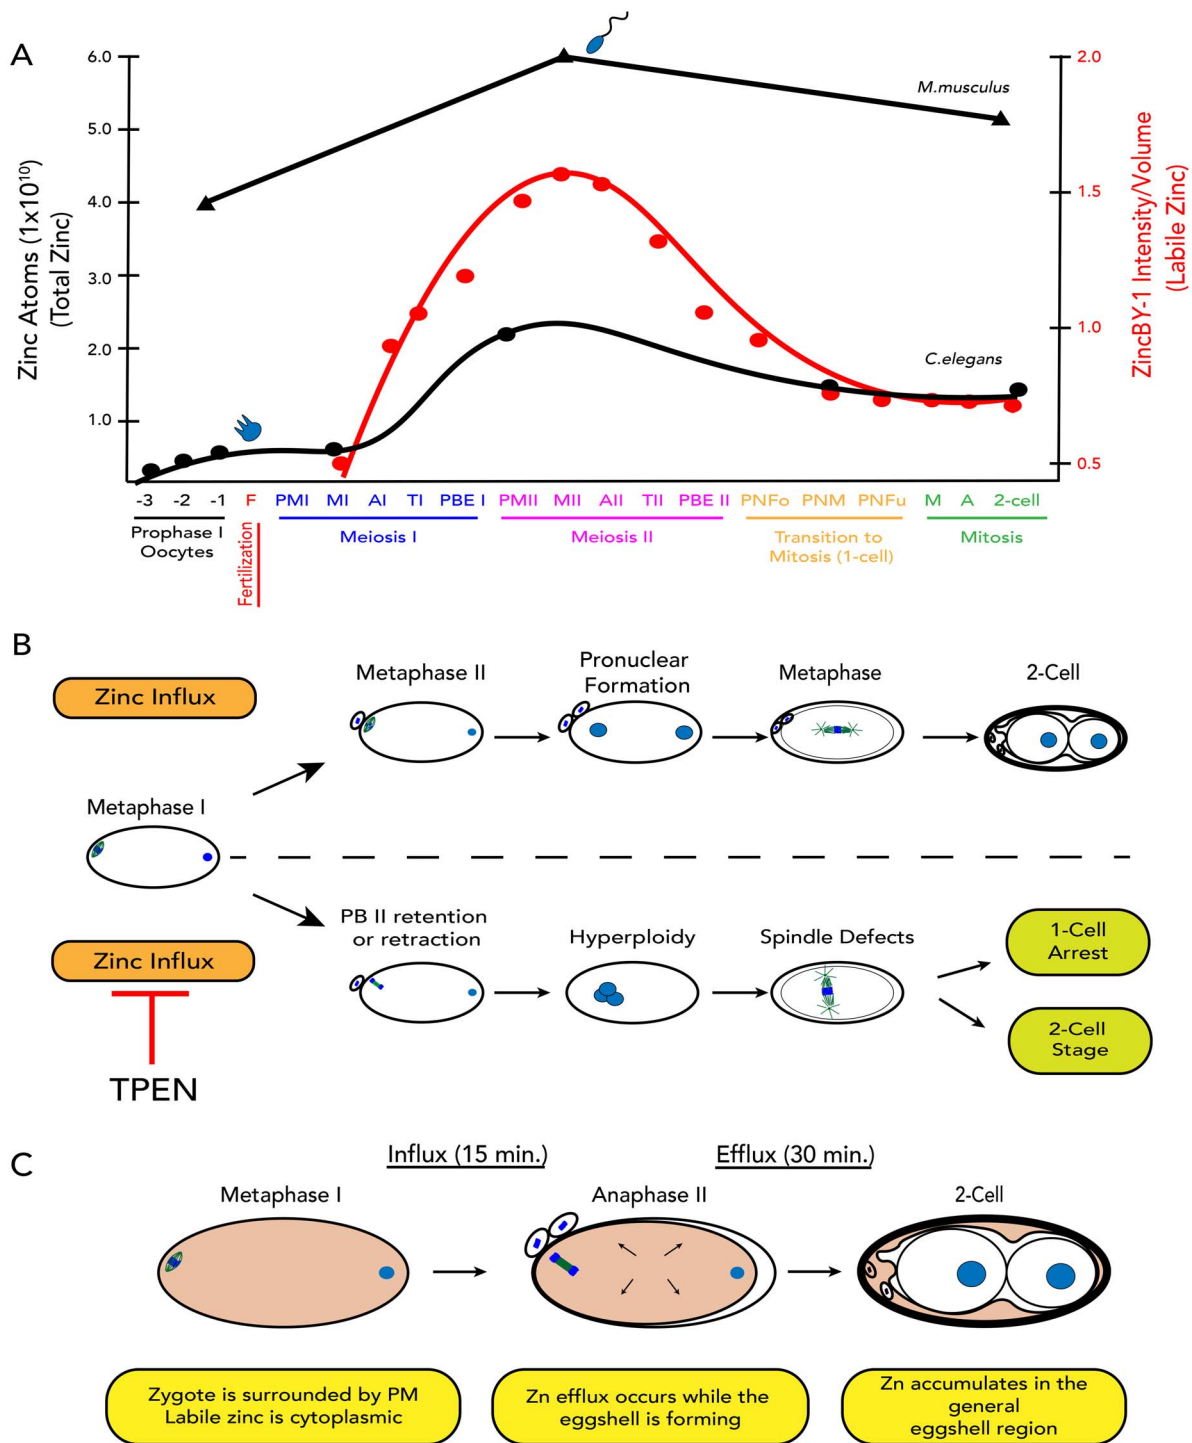 A
6.0
5.0
4.0
3.0
2.0
1.0
Zinc Atoms (1x10¹⁰)
(Total Zinc)
M.musculus
C.elegans
2.0
1.5
1.0
0.5
ZincBY-1 Intensity/Volume
(Labile Zinc)
-3 -2 -1 F PMI MI AI TI PBE I PMII MII AII TII PBE II PNFo PNM PNFu M A 2-cell
Prophase I
Oocytes
Fertilization
Meiosis I
Meiosis II
Transition to
Mitosis (1-cell)
Mitosis
B
Zinc Influx
Metaphase II
Pronuclear
Formation
Metaphase
2-Cell
Metaphase I
Zinc Influx
TPEN
PB II retention
or retraction
Hyperploidy
Spindle Defects
1-Cell
Arrest
2-Cell
Stage
C
Influx (15 min.)
Efflux (30 min.)
Metaphase I
Anaphase II
2-Cell
Zygote is surrounded by PM
Labile zinc is cytoplasmic
Zn efflux occurs while the
eggshell is forming
Zn accumulates in the
general
eggshell region